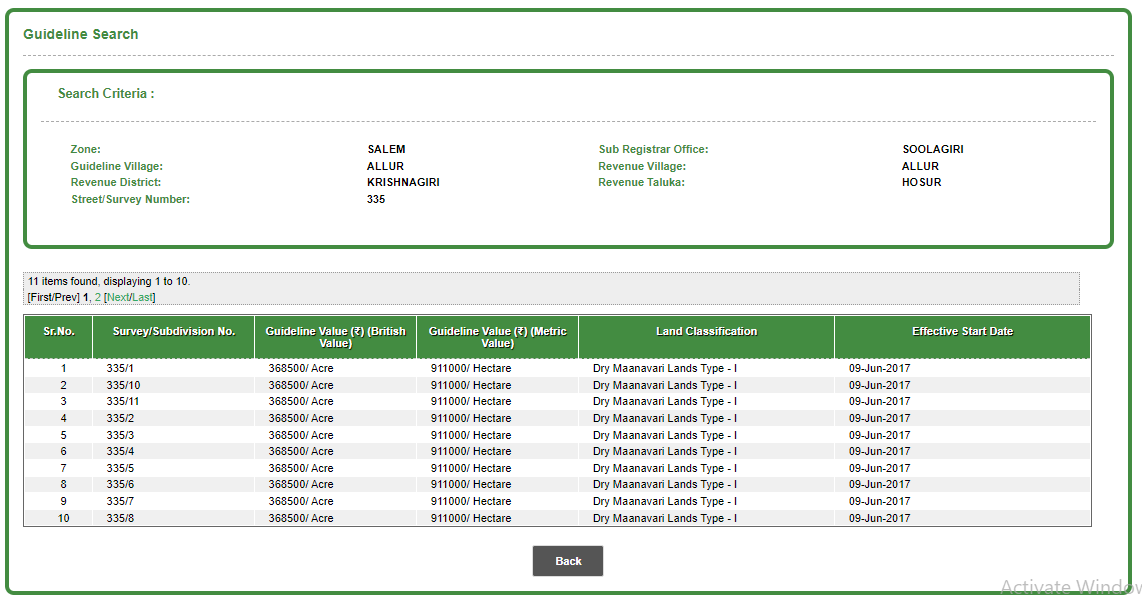 Guideline Search
Search Criteria :
Zone: SALEM Sub Registrar Office: SOOLAGIRI
Guideline Village: ALLUR Revenue Village: ALLUR
Revenue District: KRISHNAGIRI Revenue Taluka: HOSUR
Street/Survey Number: 335
11 items found, displaying 1 to 10.
[First/Prev] 1, 2 [Next/Last]
Sr.No. Survey/Subdivision No. Guideline Value (₹) (British Value) Guideline Value (₹) (Metric Value) Land Classification Effective Start Date
1 335/1 368500/ Acre 911000/ Hectare Dry Maanavari Lands Type - I 09-Jun-2017
2 335/10 368500/ Acre 911000/ Hectare Dry Maanavari Lands Type - I 09-Jun-2017
3 335/11 368500/ Acre 911000/ Hectare Dry Maanavari Lands Type - I 09-Jun-2017
4 335/2 368500/ Acre 911000/ Hectare Dry Maanavari Lands Type - I 09-Jun-2017
5 335/3 368500/ Acre 911000/ Hectare Dry Maanavari Lands Type - I 09-Jun-2017
6 335/4 368500/ Acre 911000/ Hectare Dry Maanavari Lands Type - I 09-Jun-2017
7 335/5 368500/ Acre 911000/ Hectare Dry Maanavari Lands Type - I 09-Jun-2017
8 335/6 368500/ Acre 911000/ Hectare Dry Maanavari Lands Type - I 09-Jun-2017
9 335/7 368500/ Acre 911000/ Hectare Dry Maanavari Lands Type - I 09-Jun-2017
10 335/8 368500/ Acre 911000/ Hectare Dry Maanavari Lands Type - I 09-Jun-2017
Back
Activate Window